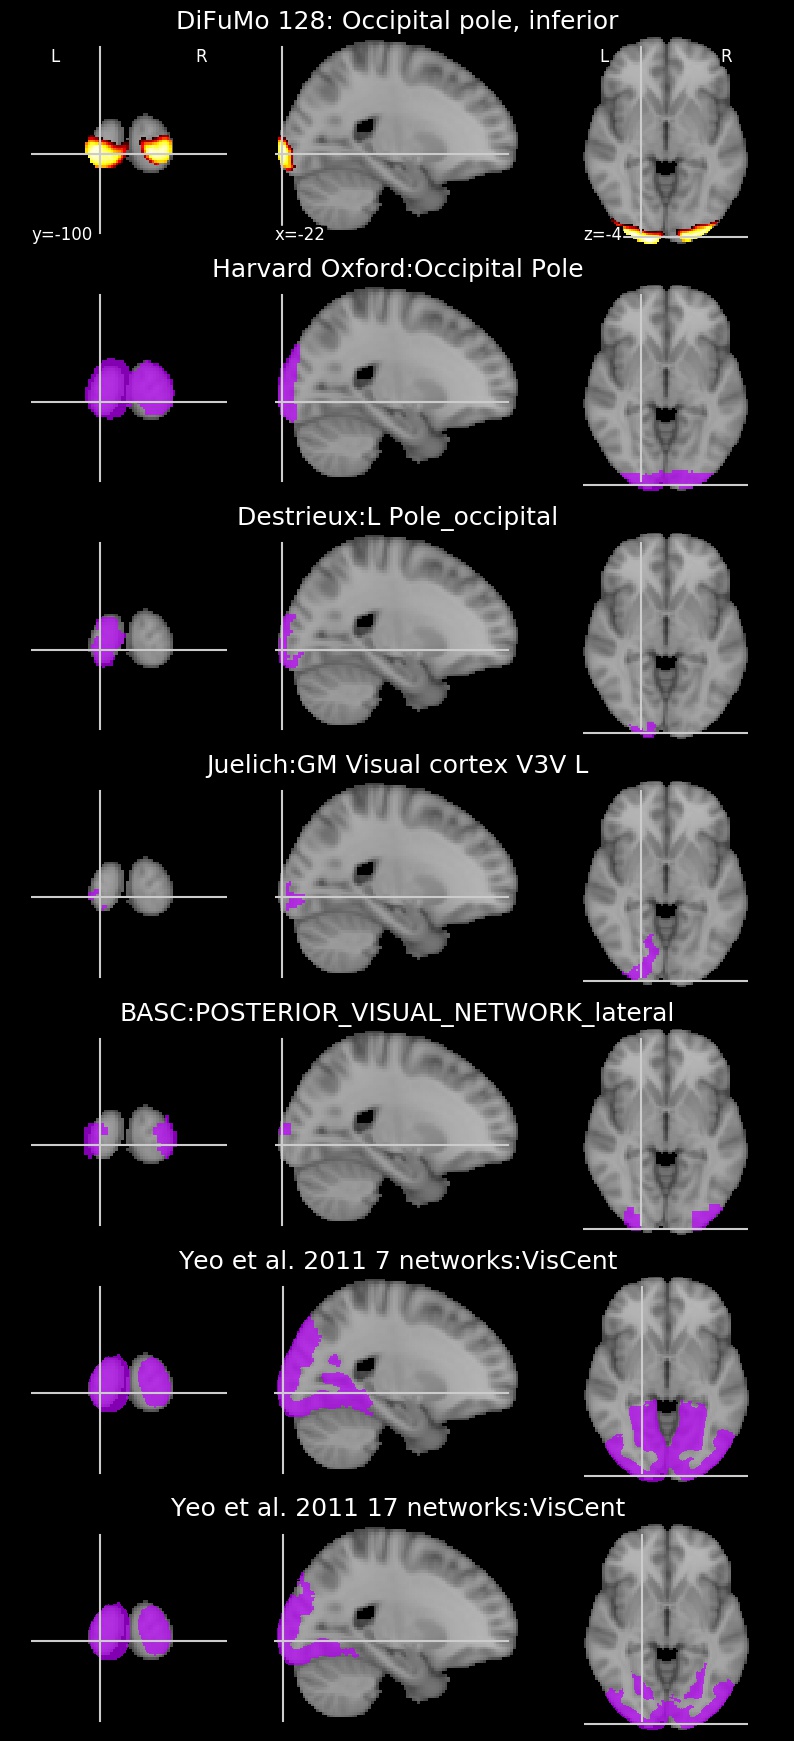 DiFuMo 128: Occipital pole, inferior
L R L R
y=-100 x=-22 z=-4
Harvard Oxford:Occipital Pole
Destrieux:L Pole_occipital
Juelich:GM Visual cortex V3V L
BASC:POSTERIOR_VISUAL_NETWORK_lateral
Yeo et al. 2011 7 networks:VisCent
Yeo et al. 2011 17 networks:VisCent